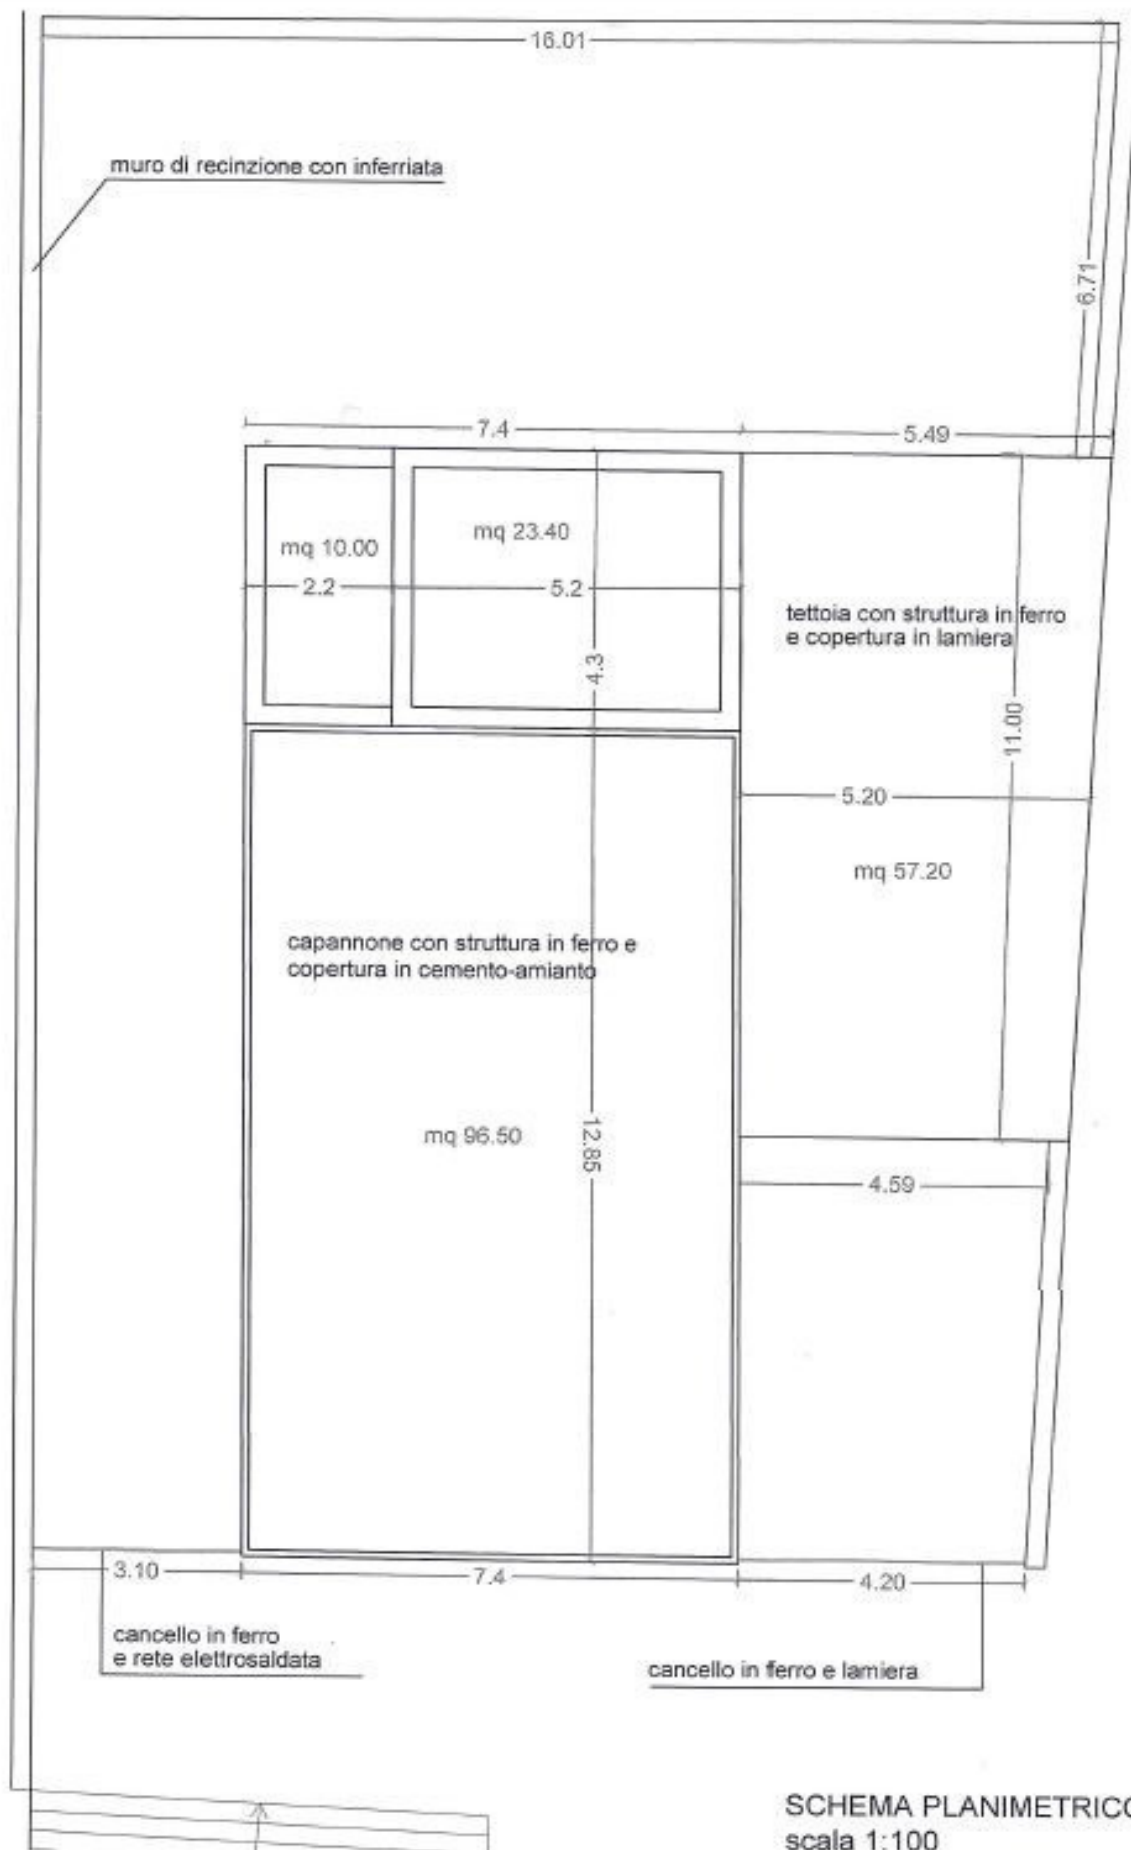 16.01
muro di recinzione con inferriata
6.71
7.4
5.49
mq 10.00
mq 23.40
2.2
5.2
tettoia con struttura in ferro
e copertura in lamiera
4.3
11.00
5.20
mq 57.20
capannone con struttura in ferro e
copertura in cemento-amianto
mq 96.50
12.85
4.59
3.10
7.4
4.20
cancello in ferro
e rete elettrosaldata
cancello in ferro e lamiera
SCHEMA PLANIMETRICO
scala 1:100